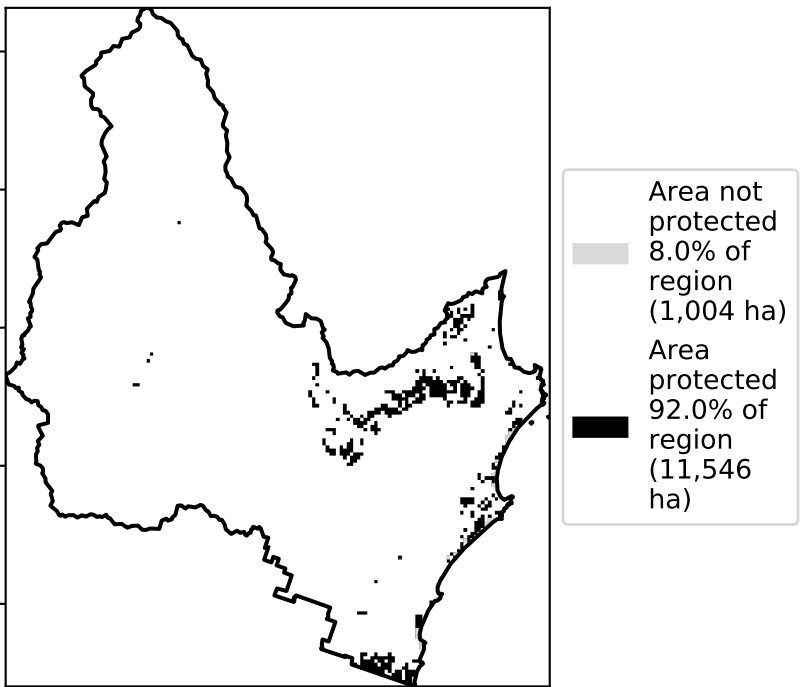 Area not
protected
8.0% of
region
(1,004 ha)
Area
protected
92.0% of
region
(11,546
ha)